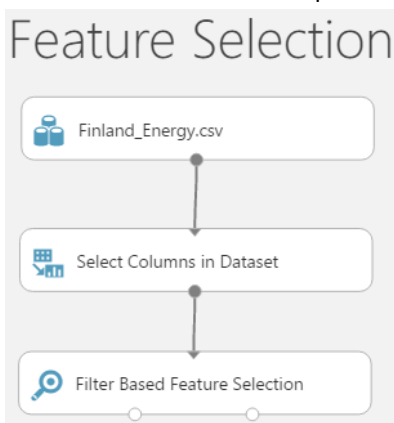 Feature Selection
Finland_Energy.csv
Select Columns in Dataset
Filter Based Feature Selection